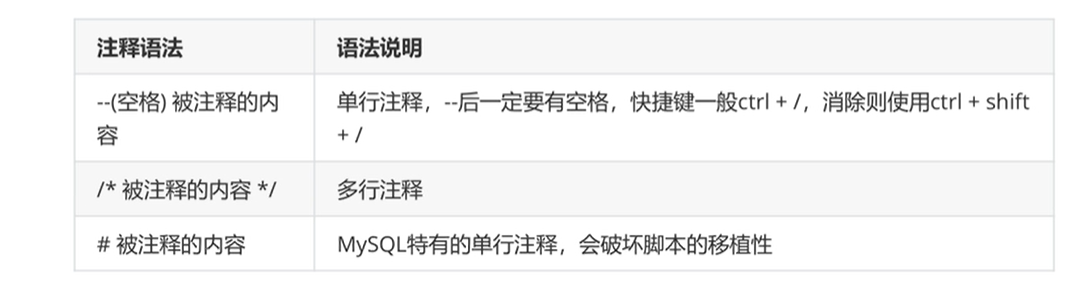 注释语法 语法说明
--(空格) 被注释的内 单行注释，--后一定要有空格，快捷键一般ctrl + /，消除则使用ctrl + shift
容 + /
/* 被注释的内容 */ 多行注释
# 被注释的内容 MySQL特有的单行注释，会破坏脚本的移植性